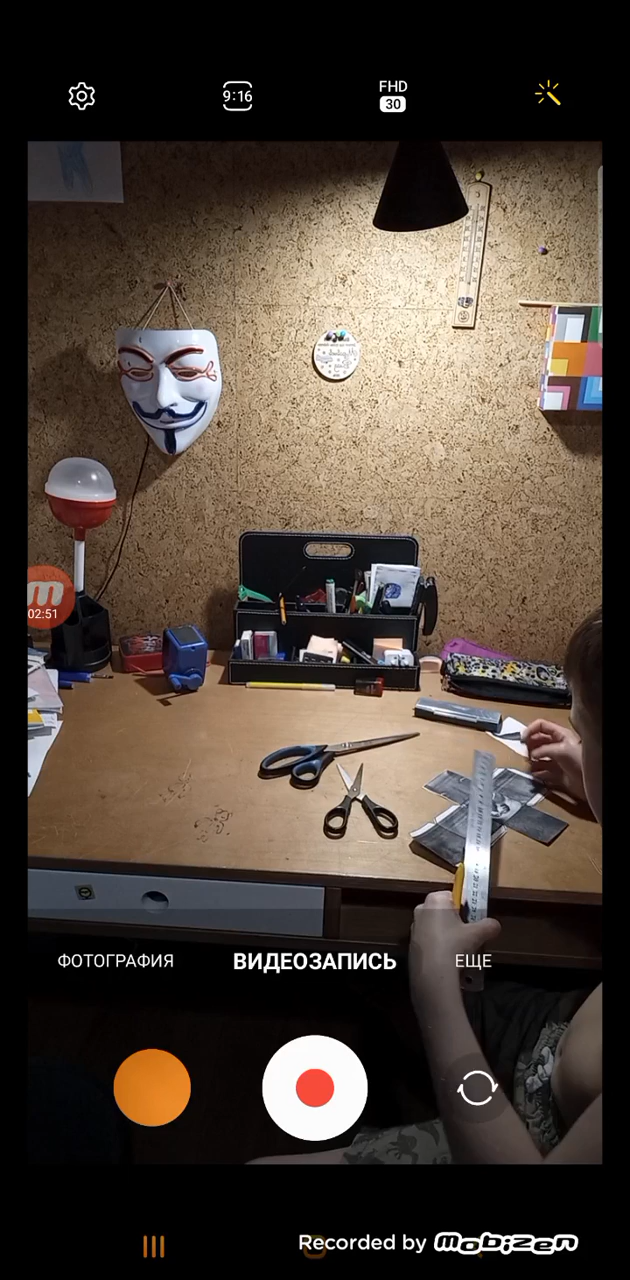 9:16
FHD
30
02:51
ФОТОГРАФИЯ
ВИДЕОЗАПИСЬ
ЕЩЕ
Recorded by Mobizen